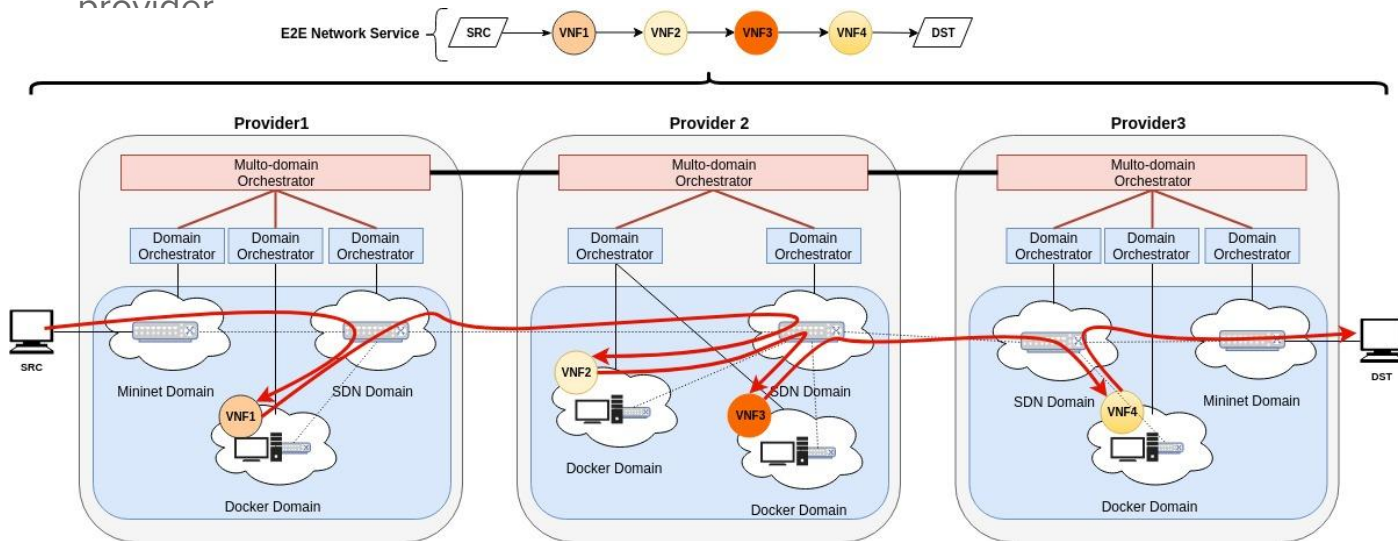 provider
E2E Network Service
SRC
VNF1
VNF2
VNF3
VNF4
DST
Provider1
Provider 2
Provider3
Multo-domain
Orchestrator
Multo-domain
Orchestrator
Multo-domain
Orchestrator
Domain
Orchestrator
Domain
Orchestrator
Domain
Orchestrator
Domain
Orchestrator
Domain
Orchestrator
Domain
Orchestrator
Domain
Orchestrator
Domain
Orchestrator
SRC
Mininet Domain
SDN Domain
VNF1
Docker Domain
VNF2
SDN Domain
VNF3
Docker Domain
Docker Domain
SDN Domain
Mininet Domain
VNF4
Docker Domain
DST